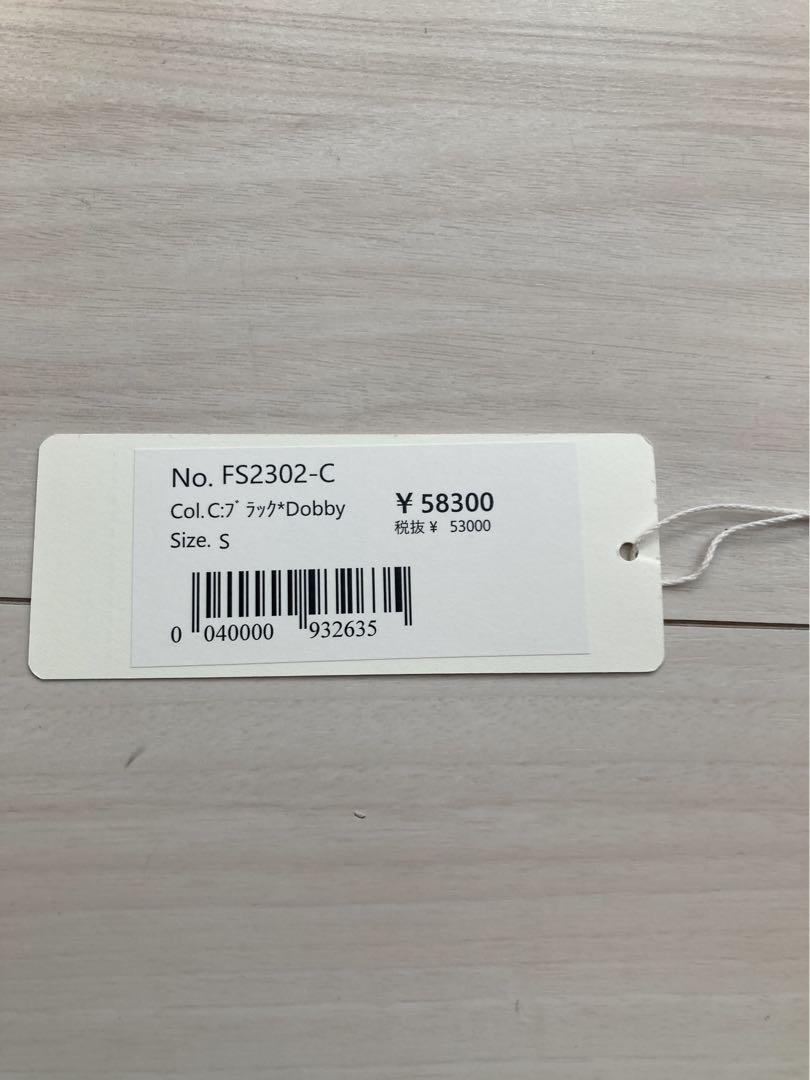 No. FS2302-C
Col.C:ﾌﾞﾗｯｸ*Dobby
¥ 58300
税抜 ¥ 53000
Size. S
0 040000 932635